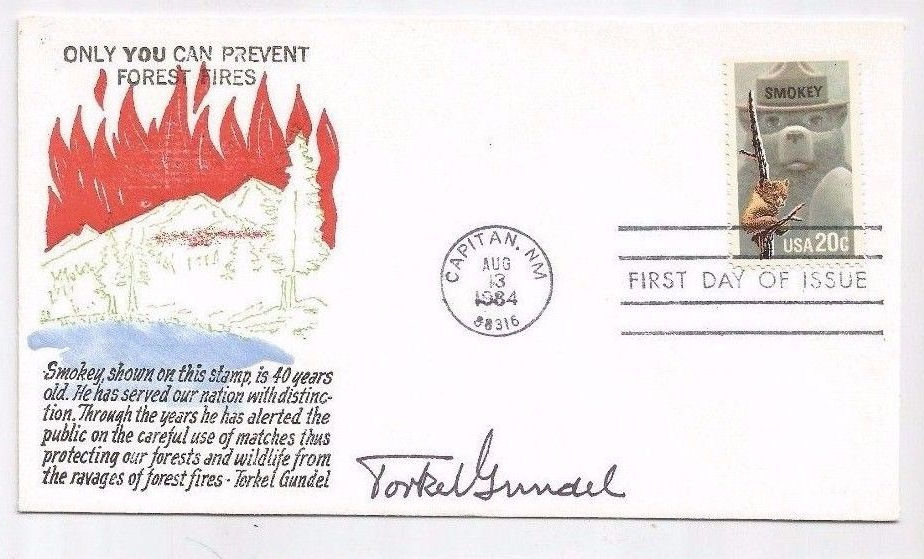 ONLY YOU CAN PREVENT
FOREST FIRES
SMOKEY
USA 20c
CAPITAN, NM
AUG
13
1984
88316
FIRST DAY OF ISSUE
Smokey, shown on this stamp, is 40 years
old. He has served our nation with distinc-
tion. Through the years he has alerted the
public on the careful use of matches thus
protecting our forests and wildlife from
the ravages of forest fires - Torkel Gundel
Torkel Gundel